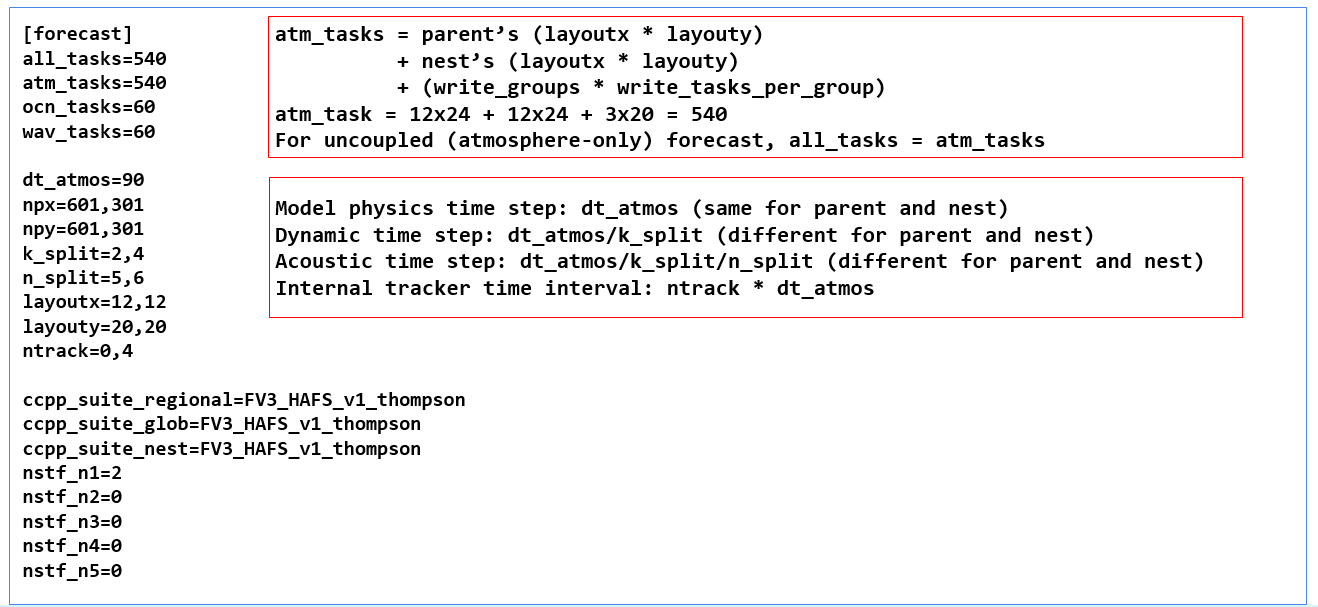 [forecast]
all_tasks=540
atm_tasks=540
ocn_tasks=60
wav_tasks=60
atm_tasks = parent’s (layoutx * layouty)
+ nest’s (layoutx * layouty)
+ (write_groups * write_tasks_per_group)
atm_task = 12x24 + 12x24 + 3x20 = 540
For uncoupled (atmosphere-only) forecast, all_tasks = atm_tasks
dt_atmos=90
npx=601,301
npy=601,301
k_split=2,4
n_split=5,6
layoutx=12,12
layouty=20,20
ntrack=0,4
Model physics time step: dt_atmos (same for parent and nest)
Dynamic time step: dt_atmos/k_split (different for parent and nest)
Acoustic time step: dt_atmos/k_split/n_split (different for parent and nest)
Internal tracker time interval: ntrack * dt_atmos
ccpp_suite_regional=FV3_HAFS_v1_thompson
ccpp_suite_glob=FV3_HAFS_v1_thompson
ccpp_suite_nest=FV3_HAFS_v1_thompson
nstf_n1=2
nstf_n2=0
nstf_n3=0
nstf_n4=0
nstf_n5=0